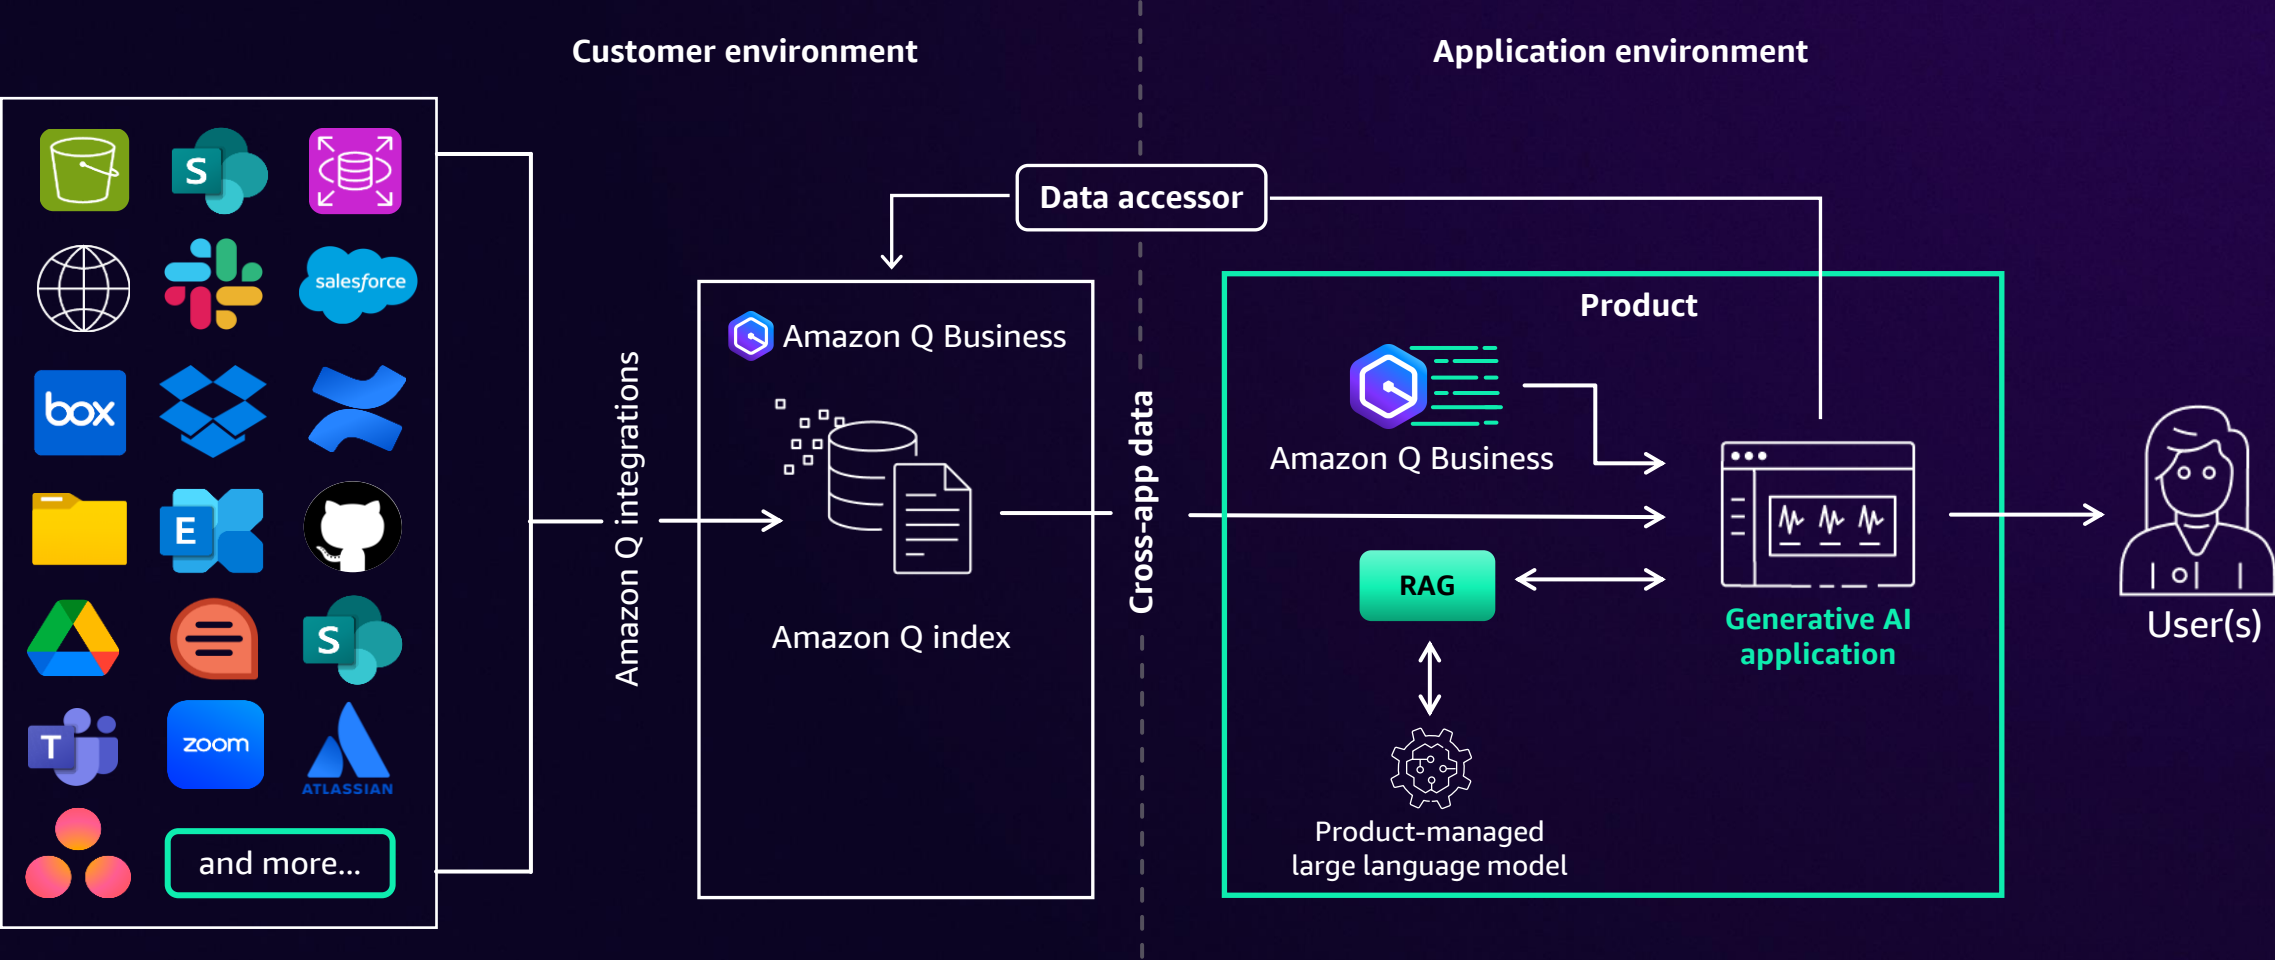 Customer environment
Application environment
S
salesforce
box
E
S
T
zoom
ATLASSIAN
and more...
Amazon Q integrations
Data accessor
Amazon Q Business
Amazon Q index
Cross-app data
Product
Amazon Q Business
RAG
Product-managed
large language model
Generative AI
application
User(s)